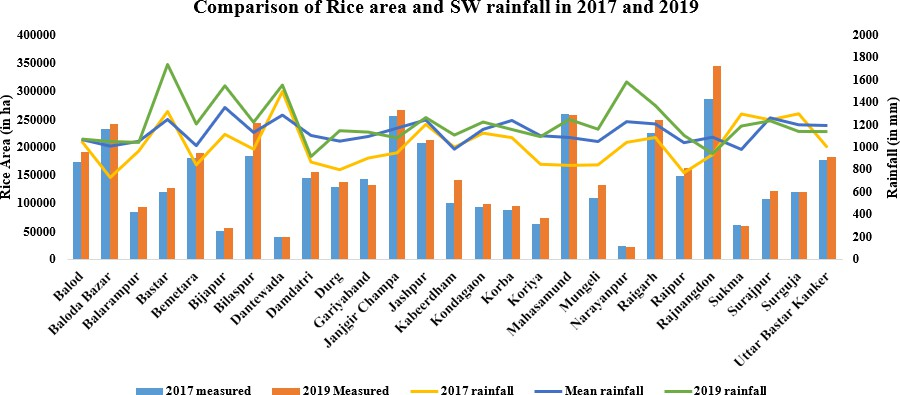 Comparison of Rice area and SW rainfall in 2017 and 2019
Rice Area (in ha)
400000
350000
300000
250000
200000
150000
100000
50000
0
2000
1800
1600
1400
1200
1000
800
600
400
200
0
Rainfall (in mm)
Balod
Baloda Bazar
Balarampur
Bastar
Bemetara
Bijapur
Bilaspur
Dantewada
Damdatri
Durg
Gariyaband
Janjgir Champa
Jashpur
Kabeerdham
Kondagaon
Korba
Koriya
Mahasamund
Mungeli
Narayanpur
Raigarh
Raipur
Rajnangdon
Sukma
Surajpur
Surguja
Uttar Bastar Kanker
2017 measured 2019 Measured 2017 rainfall Mean rainfall 2019 rainfall